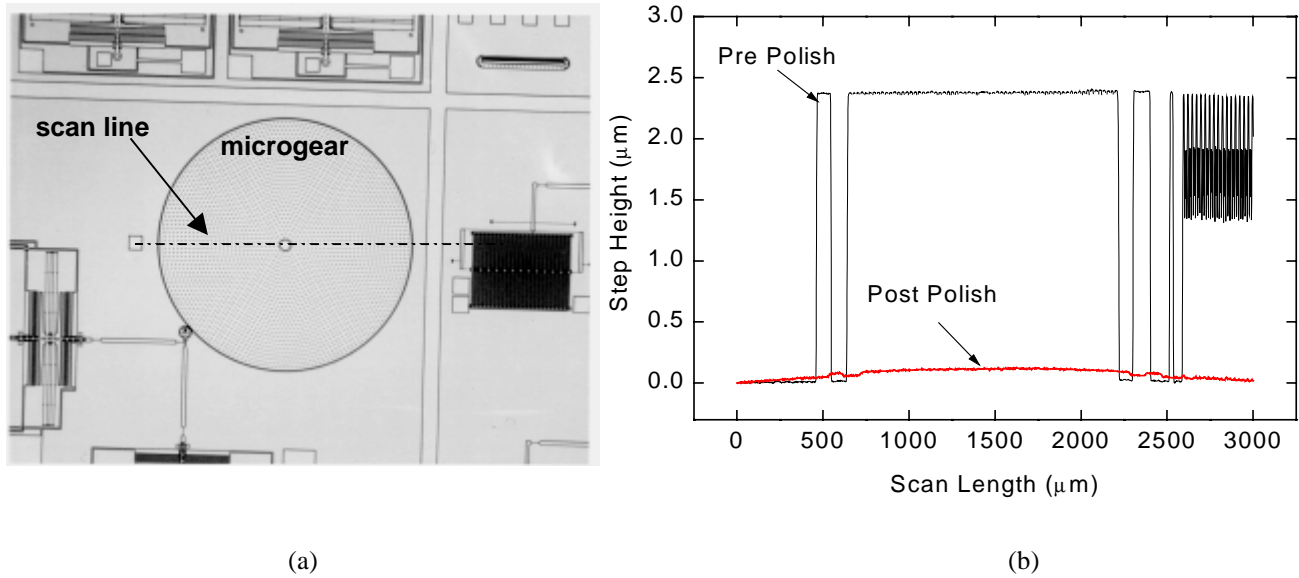 scan line
microgear
(a)
3.0
2.5
2.0
1.5
1.0
0.5
0.0
Step Height (μm)
Pre Polish
Post Polish
0 500 1000 1500 2000 2500 3000
Scan Length (μm)
(b)